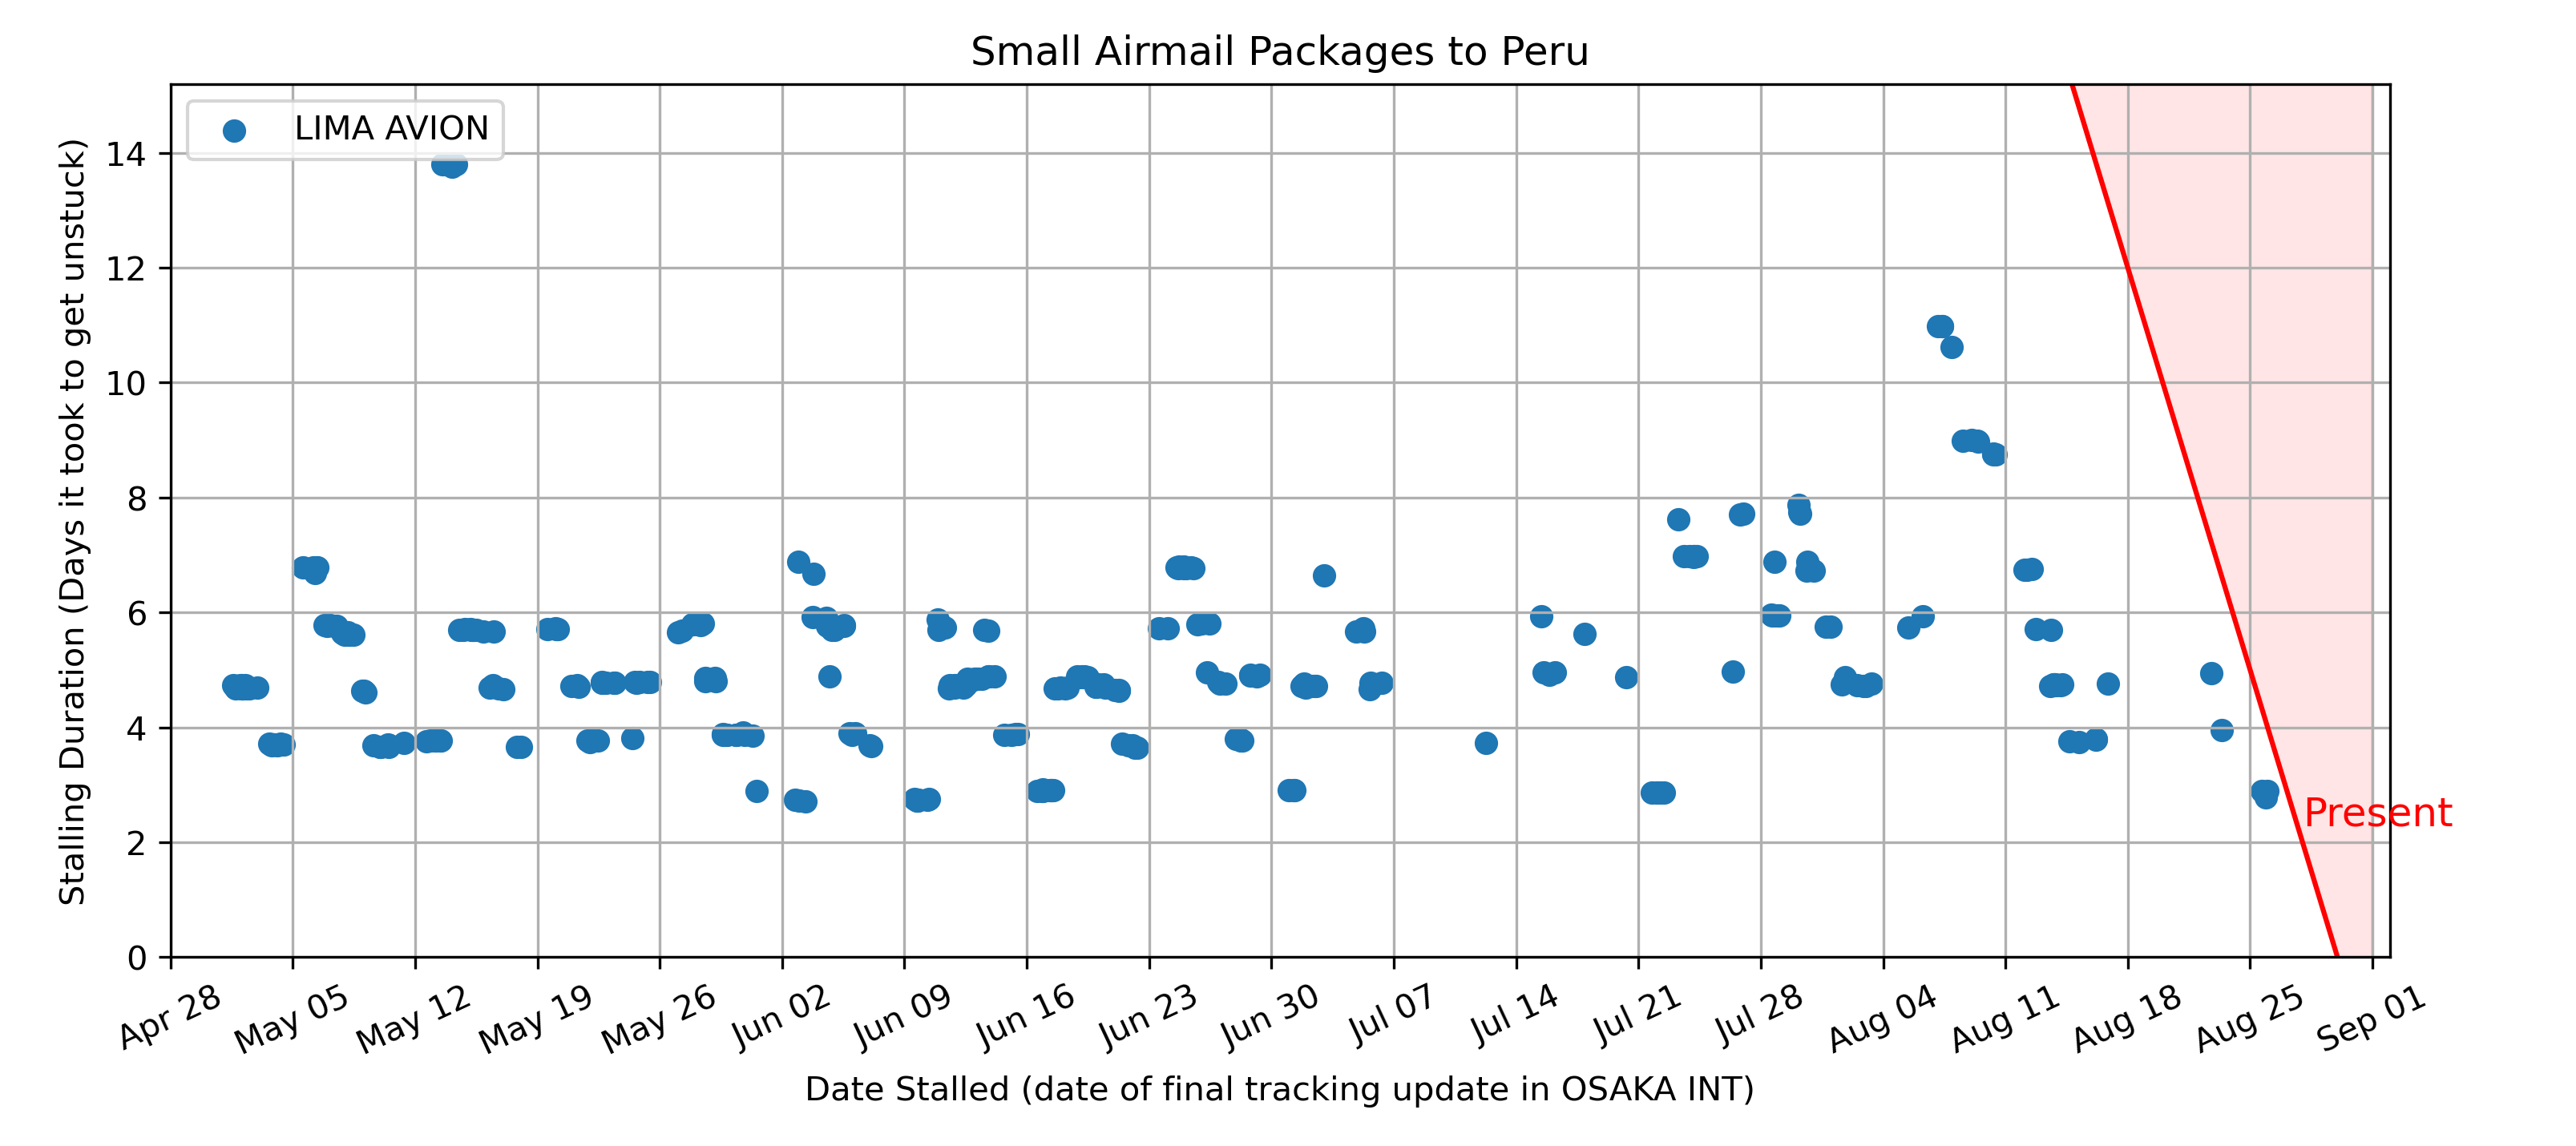 Small Airmail Packages to Peru
LIMA AVION
Stalling Duration (Days it took to get unstuck)
14
12
10
8
6
4
2
0
Present
Apr 28
May 05
May 12
May 19
May 26
Jun 02
Jun 09
Jun 16
Jun 23
Jun 30
Jul 07
Jul 14
Jul 21
Jul 28
Aug 04
Aug 11
Aug 18
Aug 25
Sep 01
Date Stalled (date of final tracking update in OSAKA INT)